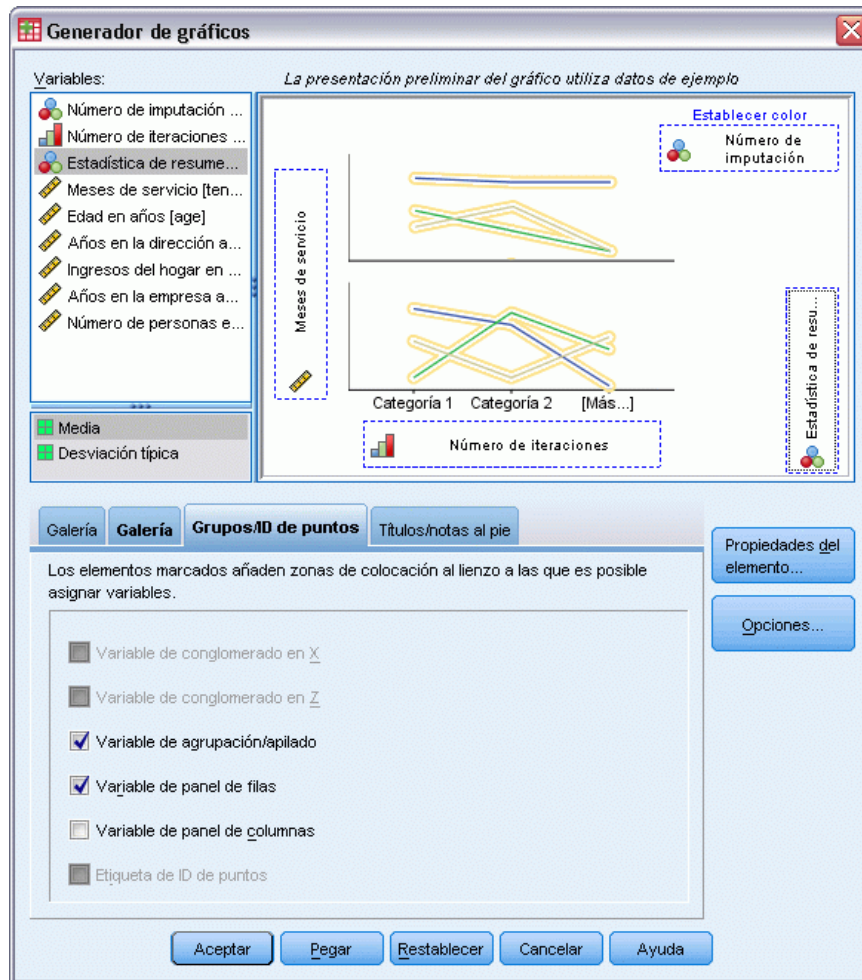 Generador de gráficos
Variables:
La presentación preliminar del gráfico utiliza datos de ejemplo
Número de imputación ...
Número de iteraciones ...
Estadística de resume...
Meses de servicio [ten...
Edad en años [age]
Años en la dirección a...
Ingresos del hogar en ...
Años en la empresa a...
Número de personas e...
Media
Desviación típica
Establecer color
Número de
imputación
Meses de servicio
Estadística de resu...
Categoría 1 Categoría 2 [Más...]
Número de iteraciones
Galería Galería Grupos/ID de puntos Títulos/notas al pie
Los elementos marcados añaden zonas de colocación al lienzo a las que es posible
asignar variables.
Variable de conglomerado en X
Variable de conglomerado en Z
Variable de agrupación/apilado
Variable de panel de filas
Variable de panel de columnas
Etiqueta de ID de puntos
Propiedades del
elemento...
Opciones...
Aceptar Pegar Restablecer Cancelar Ayuda